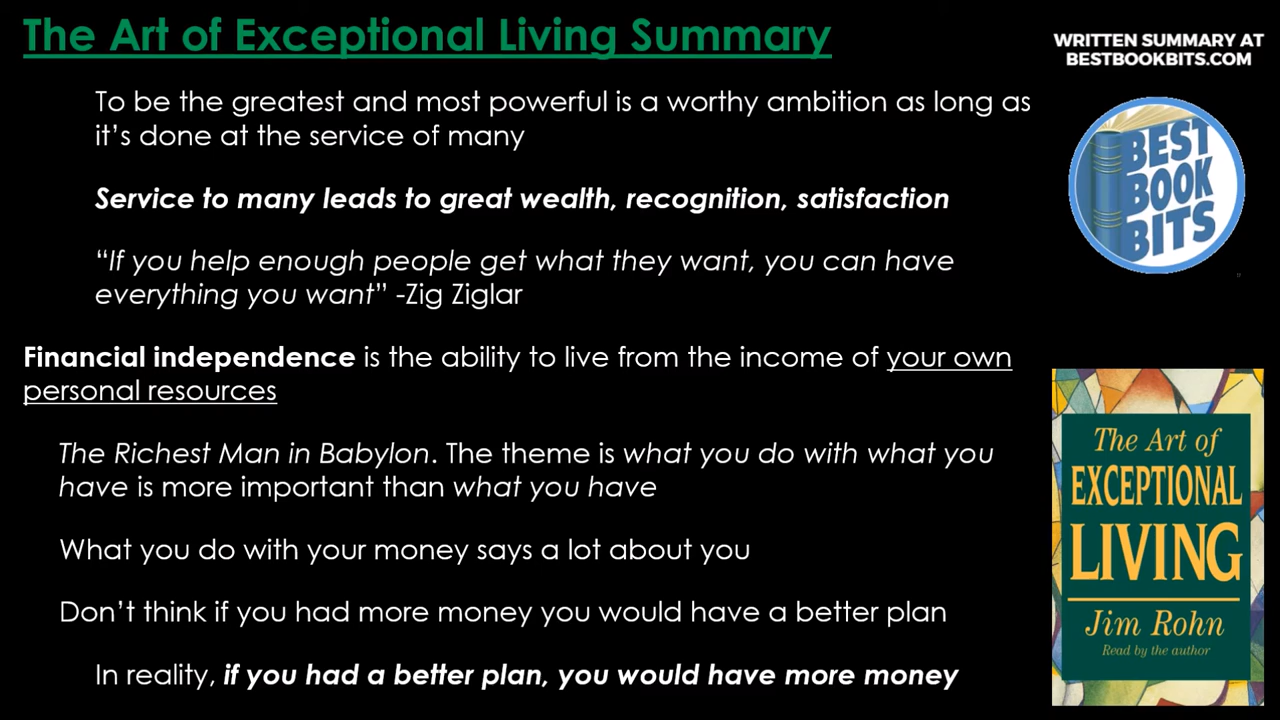 The Art of Exceptional Living Summary
WRITTEN SUMMARY AT
BESTBOOKBITS.COM
To be the greatest and most powerful is a worthy ambition as long as
it’s done at the service of many
Service to many leads to great wealth, recognition, satisfaction
“If you help enough people get what they want, you can have
everything you want” -Zig Ziglar
Financial independence is the ability to live from the income of your own
personal resources
The Richest Man in Babylon. The theme is what you do with what you
have is more important than what you have
What you do with your money says a lot about you
Don’t think if you had more money you would have a better plan
In reality, if you had a better plan, you would have more money
BEST
BOOK
BITS
The Art of
EXCEPTIONAL
LIVING
Jim Rohn
Read by the author